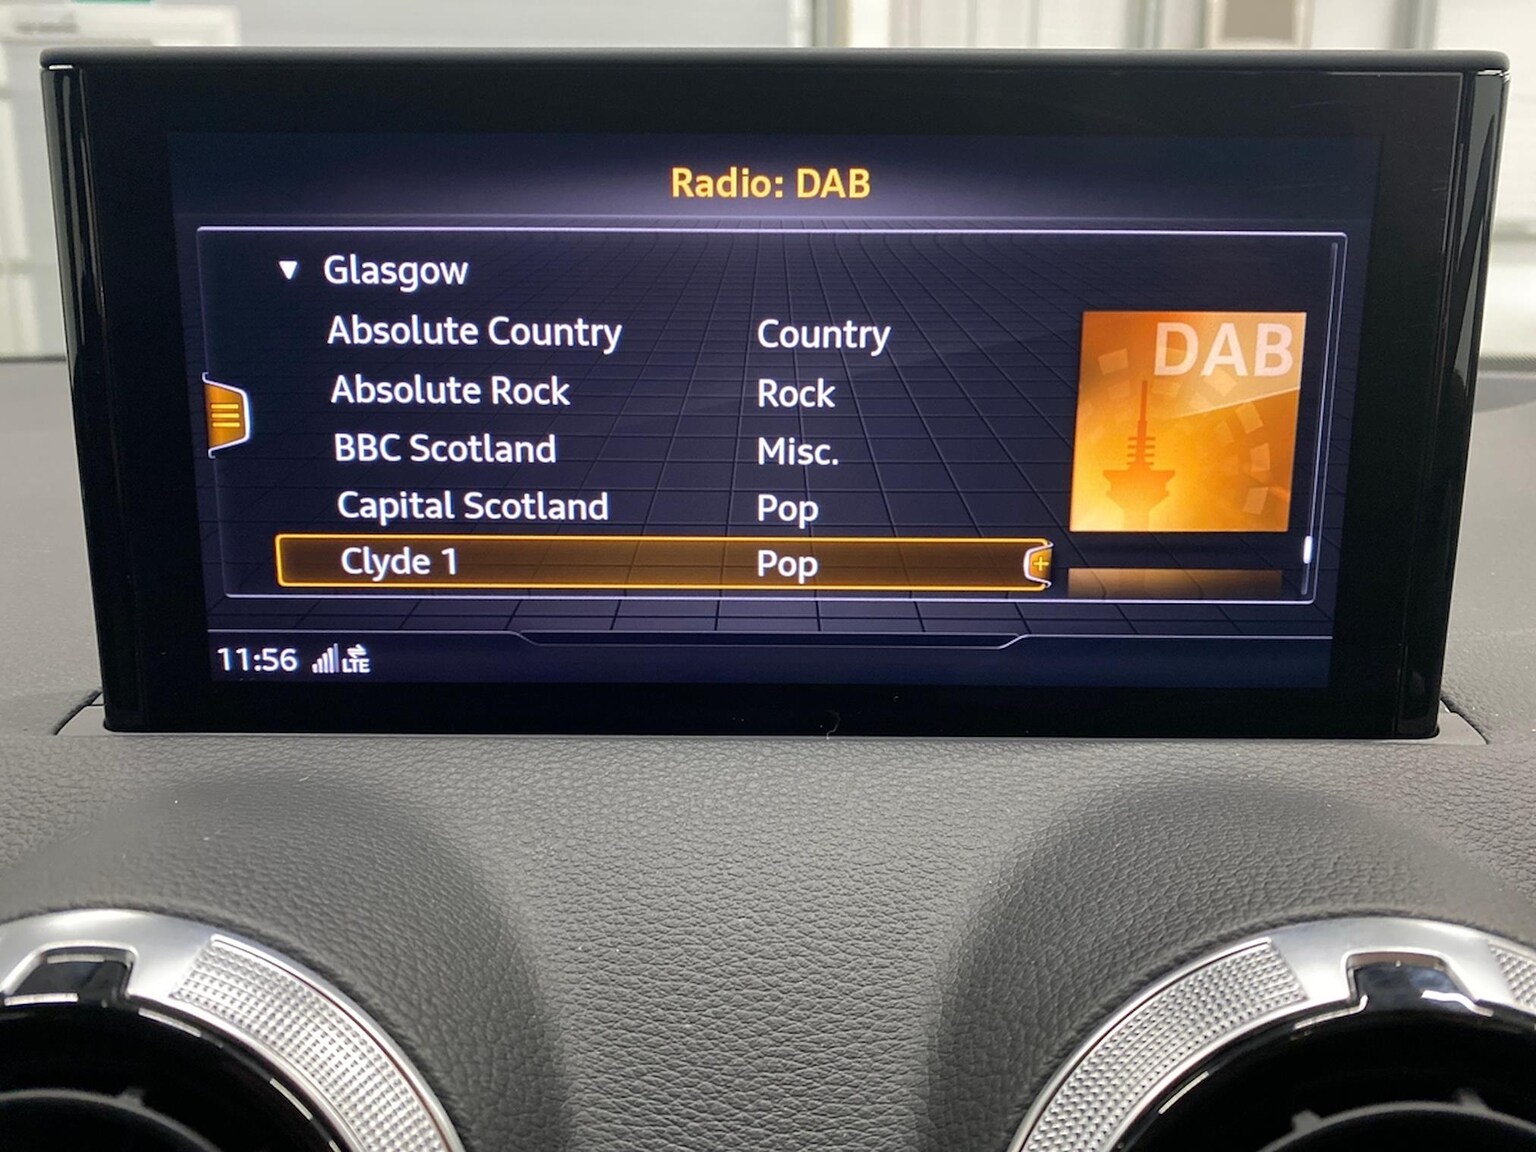 Radio: DAB
Glasgow
Absolute Country Country
Absolute Rock Rock
BBC Scotland Misc.
Capital Scotland Pop
Clyde 1 Pop
DAB
11:56 LTE